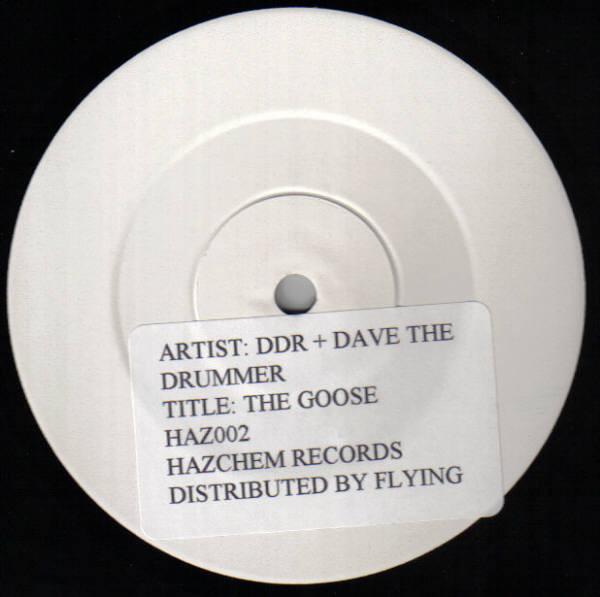 ARTIST: DDR + DAVE THE
DRUMMER
TITLE: THE GOOSE
HAZ002
HAZCHEM RECORDS
DISTRIBUTED BY FLYING